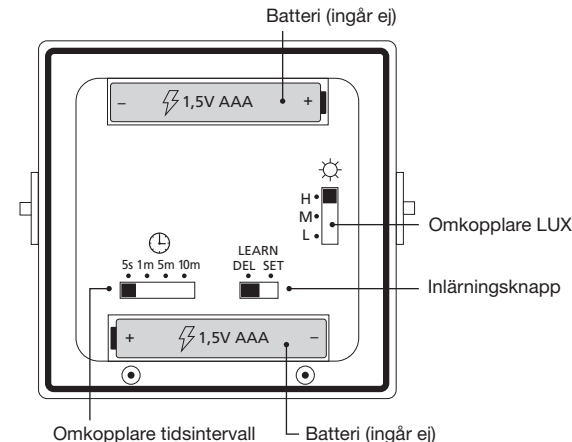 Batteri (ingår ej)
– 1,5V AAA +
H
M
L
Omkopplare LUX
LEARN
5s 1m 5m 10m
DEL SET
Inlärningsknapp
+ 1,5V AAA –
Omkopplare tidsintervall
Batteri (ingår ej)